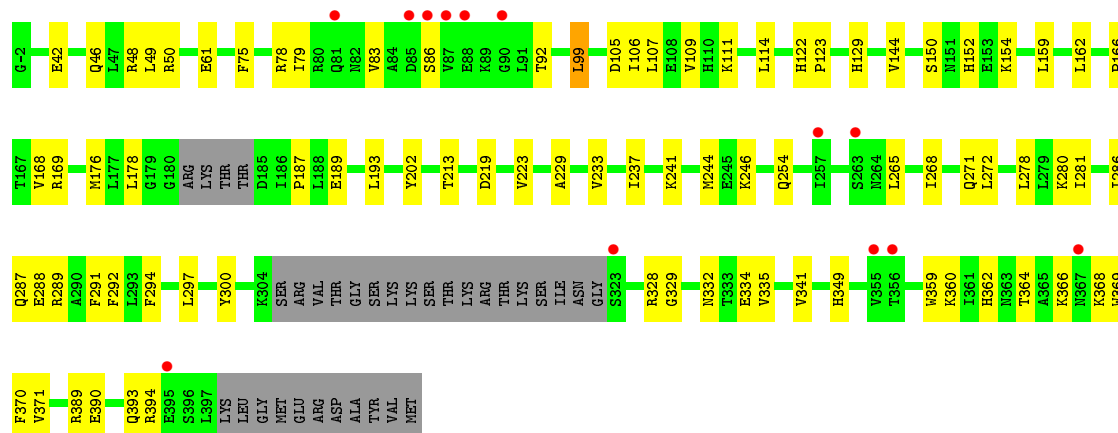 G-2 E42 Q46 L47 R48 L49 R50 E61 F75 R78 I79 R80 Q81 N82 V83 A84 D85 S86 V87 E88 K89 G90 L91 T92 L99 D105 I106 L107 E108 V109 H110 K111 L114 H122 P123 H129 V144 S150 N151 H152 E153 K154 L159 L162 P166
T167 V168 R169 M176 L177 L178 G179 G180 ARG LYS THR THR D185 I186 P187 L188 E189 L193 Y202 T213 D219 V223 A229 V233 I237 K241 M244 E245 K246 Q254 I257 S263 N264 L265 I268 Q271 L272 L278 L279 K280 I281 I286
Q287 E288 R289 A290 F291 F292 L293 F294 L297 Y300 K304 SER ARG VAL THR GLY SER LYS LYS SER THR LYS ARG THR LYS SER ILE ASN GLY S323 R328 G329 N332 T333 E334 V335 V341 H349 V355 T356 W359 K360 I361 H362 N363 T364 A365 K366 N367 K368 W369
F370 V371 R389 E390 Q393 R394 E395 S396 L397 LYS LEU GLY MET GLU ARG ASP ALA TYR VAL MET